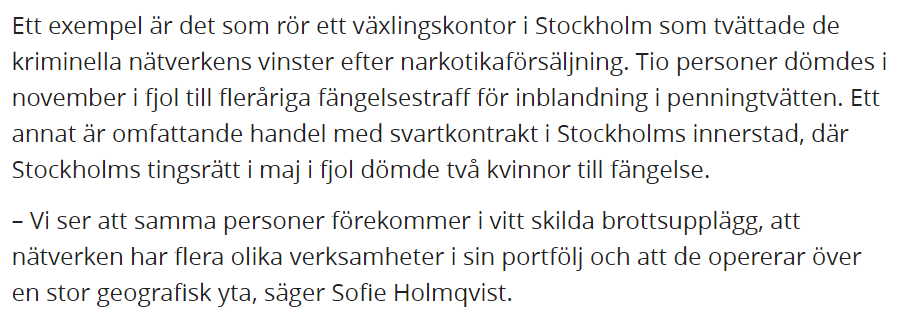 Ett exempel är det som rör ett växlingskontor i Stockholm som tvättade de
kriminella nätverkens vinster efter narkotikaförsäljning. Tio personer dömdes i
november i fjol till fleråriga fängelsestraff för inblandning i penningtvätten. Ett
annat är omfattande handel med svartkontrakt i Stockholms innerstad, där
Stockholms tingsrätt i maj i fjol dömde två kvinnor till fängelse.
– Vi ser att samma personer förekommer i vitt skilda brottsupplägg, att
nätverken har flera olika verksamheter i sin portfölj och att de opererar över
en stor geografisk yta, säger Sofie Holmqvist.